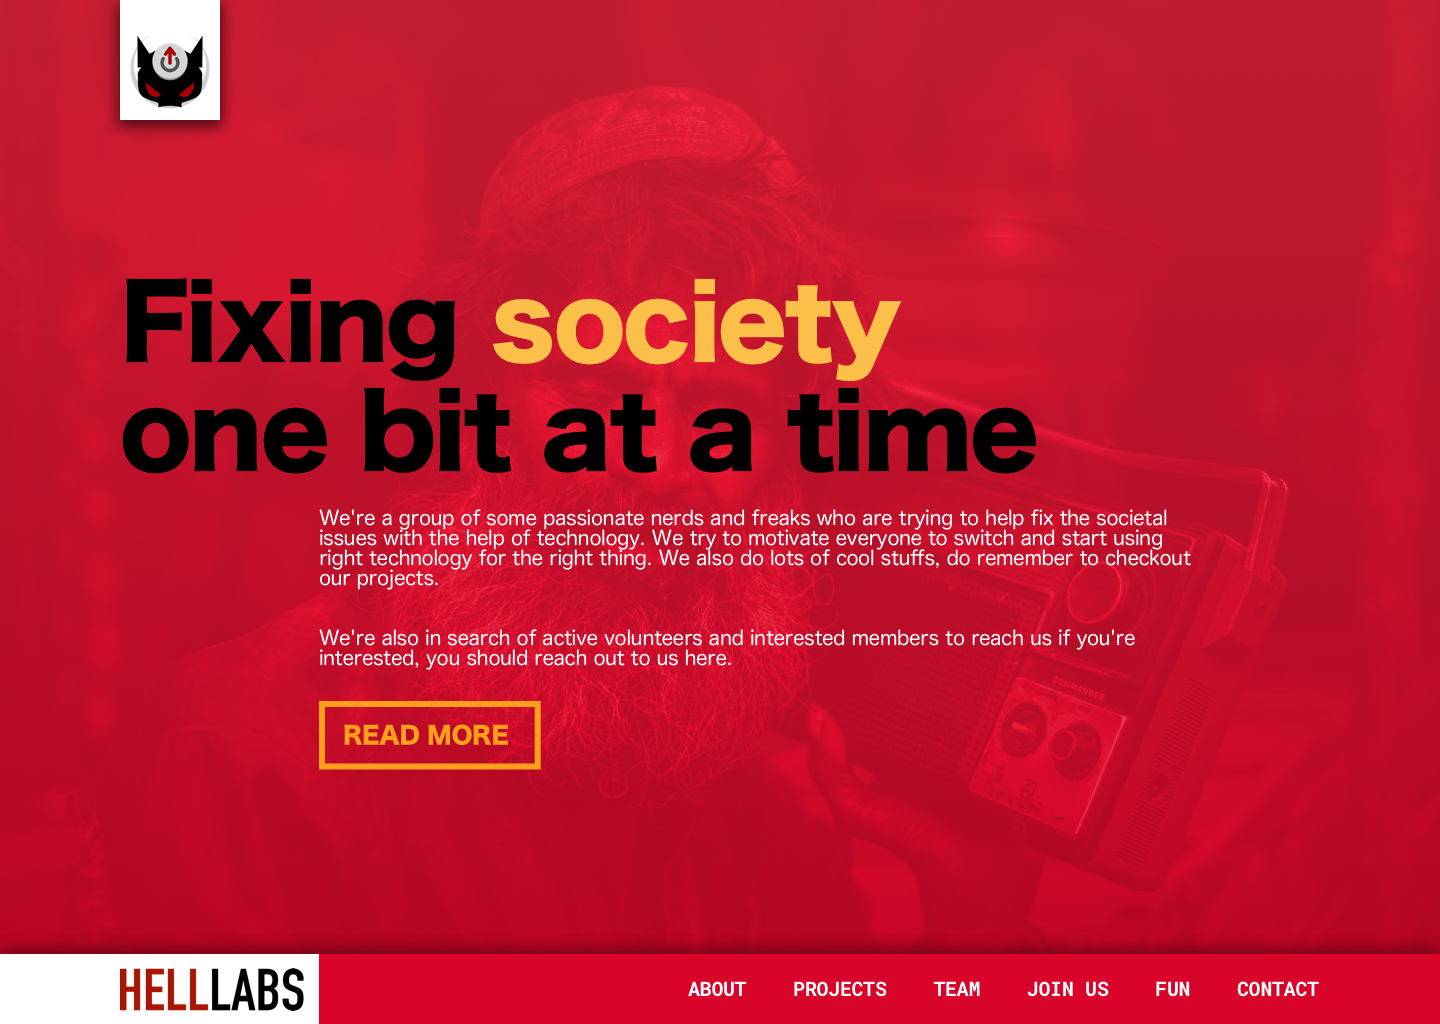 Fixing society
one bit at a time
We're a group of some passionate nerds and freaks who are trying to help fix the societal
issues with the help of technology. We try to motivate everyone to switch and start using
right technology for the right thing. We also do lots of cool stuffs, do remember to checkout
our projects.
We're also in search of active volunteers and interested members to reach us if you're
interested, you should reach out to us here.
COMMANDER
READ MORE
HELLLABS ABOUT PROJECTS TEAM JOIN US FUN CONTACT